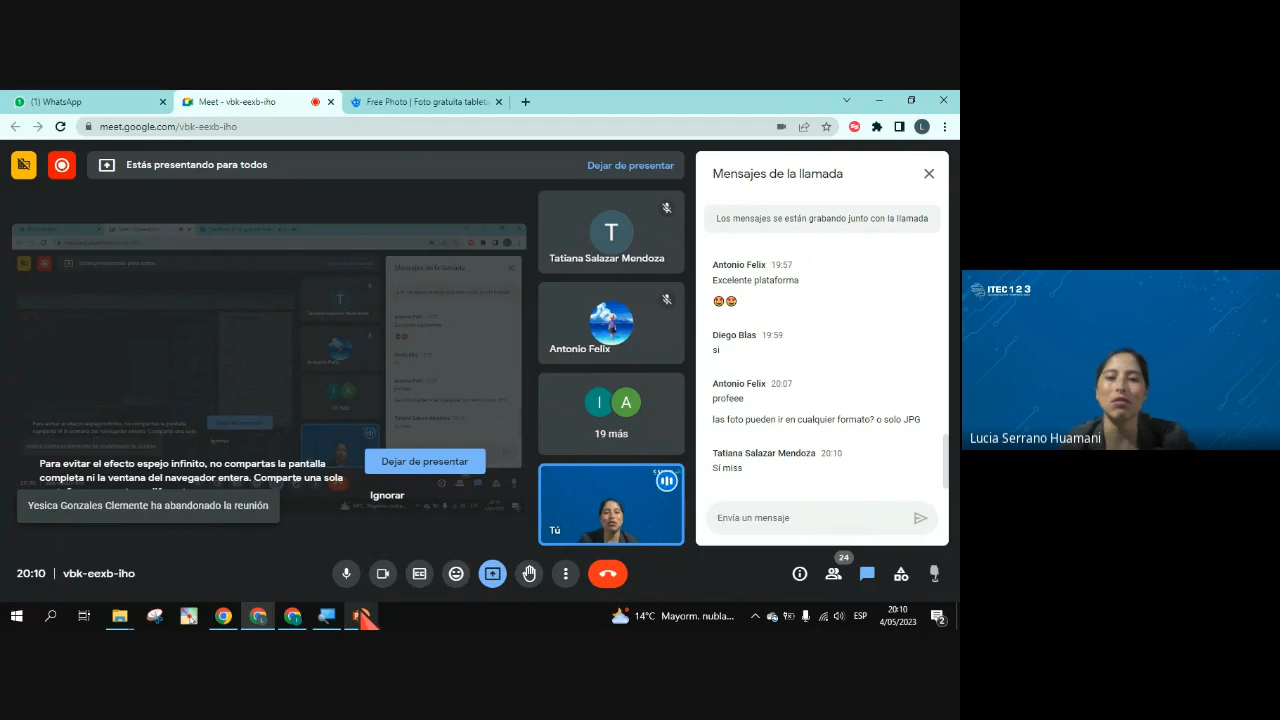 (1) WhatsApp
Meet - vbk-eexb-iho
Free Photo | Foto gratuita tableta
meet.google.com/vbk-eexb-iho
L
Estás presentando para todos
Dejar de presentar
Mensajes de la llamada
Los mensajes se están grabando junto con la llamada
T
Tatiana Salazar Mendoza
Antonio Felix
I A
19 más
Tú
Antonio Felix 19:57
Excelente plataforma
Diego Blas 19:59
si
Antonio Felix 20:07
profeee
las foto pueden ir en cualquier formato? o solo JPG
Tatiana Salazar Mendoza 20:10
Sí miss
Envía un mensaje
Para evitar el efecto espejo infinito, no compartas la pantalla
completa ni la ventana del navegador entera. Comparte una sola
Dejar de presentar
Ignorar
Yesica Gonzales Clemente ha abandonado la reunión
20:10 | vbk-eexb-iho
24
14°C Mayorm. nubla...
ESP
20:10
4/05/2023
2
ITEC 1 2 3
Lucia Serrano Huamani